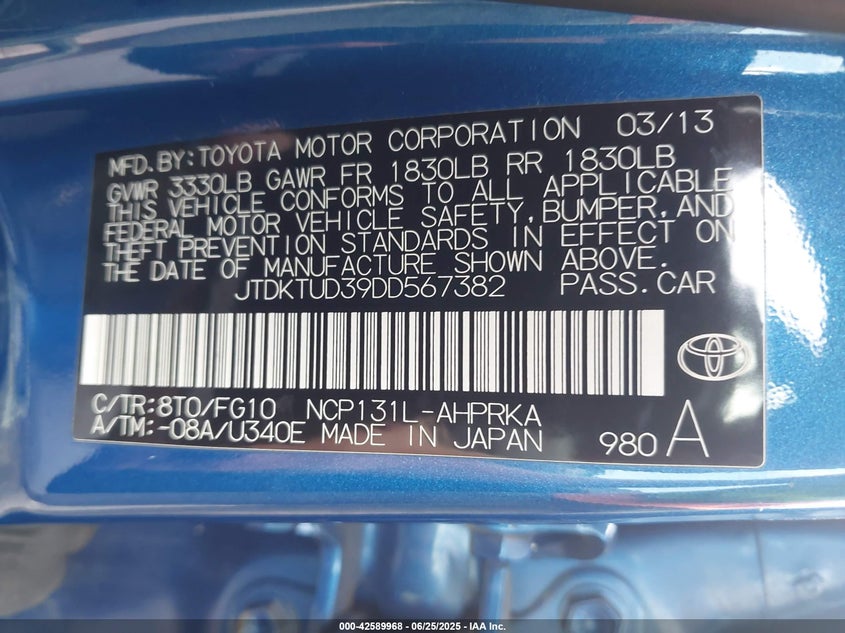 MFD.BY:TOYOTA MOTOR CORPORATION 03/13
GVWR 3330LB GAWR FR 1830LB RR 1830LB
THIS VEHICLE CONFORMS TO ALL APPLICABLE
FEDERAL MOTOR VEHICLE SAFETY,BUMPER,AND
THEFT PREVENTION STANDARDS IN EFFECT ON
THE DATE OF MANUFACTURE SHOWN ABOVE.
JTDKTUD39DD567382 PASS.CAR
C/TR:8T0/FG10 NCP131L-AHPRKA
A/TM:-08A/U340E MADE IN JAPAN 980 A
000-42589968 - 06/25/2025 - IAA Inc.